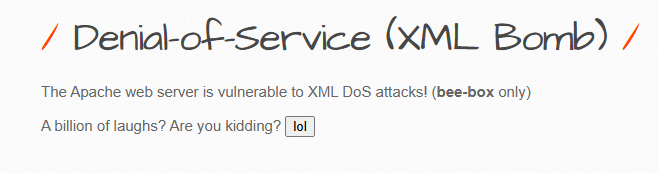 / Denial-of-Service (XML Bomb) /
The Apache web server is vulnerable to XML DoS attacks! (bee-box only)
A billion of laughs? Are you kidding? lol